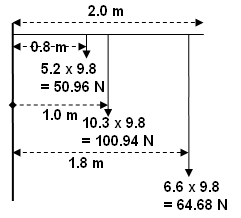 2.0 m
0.8 m
5.2 x 9.8
= 50.96 N
1.0 m
10.3 x 9.8
= 100.94 N
1.8 m
6.6 x 9.8
= 64.68 N